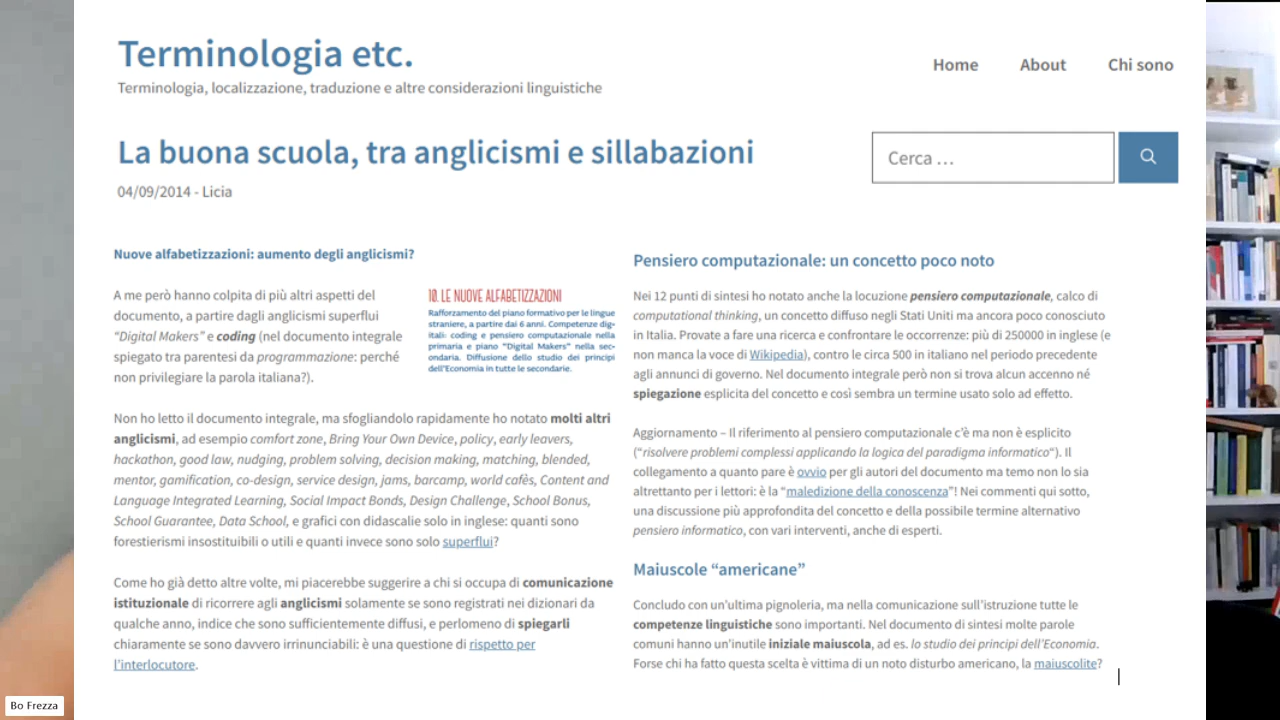 Terminologia etc.
Terminologia, localizzazione, traduzione e altre considerazioni linguistiche
Home About Chi sono
La buona scuola, tra anglicismi e sillabazioni
04/09/2014 - Licia
Cerca …
Nuove alfabetizzazioni: aumento degli anglicismi?
A me però hanno colpita di più altri aspetti del
documento, a partire dagli anglicismi superflui
“Digital Makers” e coding (nel documento integrale
spiegato tra parentesi da programmazione: perché
non privilegiare la parola italiana?).
10. LE NUOVE ALFABETIZZAZIONI
Rafforzamento del piano formativo per le lingue
straniere, a partire dai 6 anni. Competenze dig-
itali: coding e pensiero computazionale nella
primaria e piano “Digital Makers” nella sec-
ondaria. Diffusione dello studio dei principi
dell’Economia in tutte le secondarie.
Non ho letto il documento integrale, ma sfogliandolo rapidamente ho notato molti altri
anglicismi, ad esempio comfort zone, Bring Your Own Device, policy, early leavers,
hackathon, good law, nudging, problem solving, decision making, matching, blended,
mentor, gamification, co-design, service design, jams, barcamp, world cafès, Content and
Language Integrated Learning, Social Impact Bonds, Design Challenge, School Bonus,
School Guarantee, Data School, e grafici con didascalie solo in inglese: quanti sono
forestierismi insostituibili o utili e quanti invece sono solo superflui?
Come ho già detto altre volte, mi piacerebbe suggerire a chi si occupa di comunicazione
istituzionale di ricorrere agli anglicismi solamente se sono registrati nei dizionari da
qualche anno, indice che sono sufficientemente diffusi, e perlomeno di spiegarli
chiaramente se sono davvero irrinunciabili: è una questione di rispetto per
l’interlocutore.
Pensiero computazionale: un concetto poco noto
Nei 12 punti di sintesi ho notato anche la locuzione pensiero computazionale, calco di
computational thinking, un concetto diffuso negli Stati Uniti ma ancora poco conosciuto
in Italia. Provate a fare una ricerca e confrontare le occorrenze: più di 250000 in inglese (e
non manca la voce di Wikipedia), contro le circa 500 in italiano nel periodo precedente
agli annunci di governo. Nel documento integrale però non si trova alcun accenno né
spiegazione esplicita del concetto e così sembra un termine usato solo ad effetto.
Aggiornamento – Il riferimento al pensiero computazionale c’è ma non è esplicito
(“risolvere problemi complessi applicando la logica del paradigma informatico“). Il
collegamento a quanto pare è ovvio per gli autori del documento ma temo non lo sia
altrettanto per i lettori: è la “maledizione della conoscenza”! Nei commenti qui sotto,
una discussione più approfondita del concetto e della possibile termine alternativo
pensiero informatico, con vari interventi, anche di esperti.
Maiuscole “americane”
Concludo con un’ultima pignoleria, ma nella comunicazione sull’istruzione tutte le
competenze linguistiche sono importanti. Nel documento di sintesi molte parole
comuni hanno un’inutile iniziale maiuscola, ad es. lo studio dei principi dell’Economia.
Forse chi ha fatto questa scelta è vittima di un noto disturbo americano, la maiuscolite?
Bo Frezza